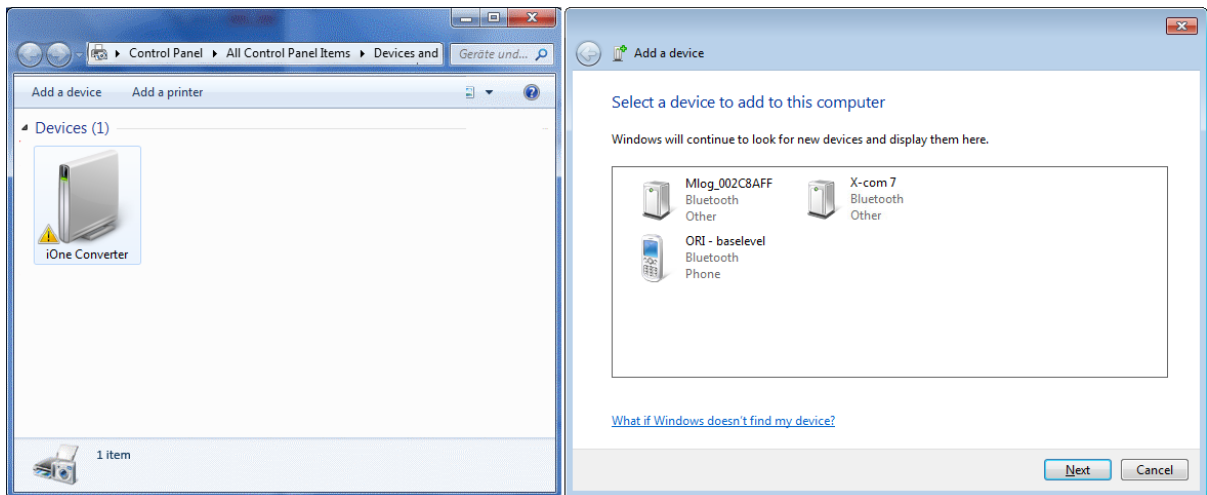 Control Panel ▸ All Control Panel Items ▸ Devices and
Geräte und...
Add a device Add a printer
Devices (1)
iOne Converter
1 item
Add a device
Select a device to add to this computer
Windows will continue to look for new devices and display them here.
Mlog_002C8AFF
Bluetooth
Other
X-com 7
Bluetooth
Other
ORI - baselevel
Bluetooth
Phone
What if Windows doesn't find my device?
Next Cancel